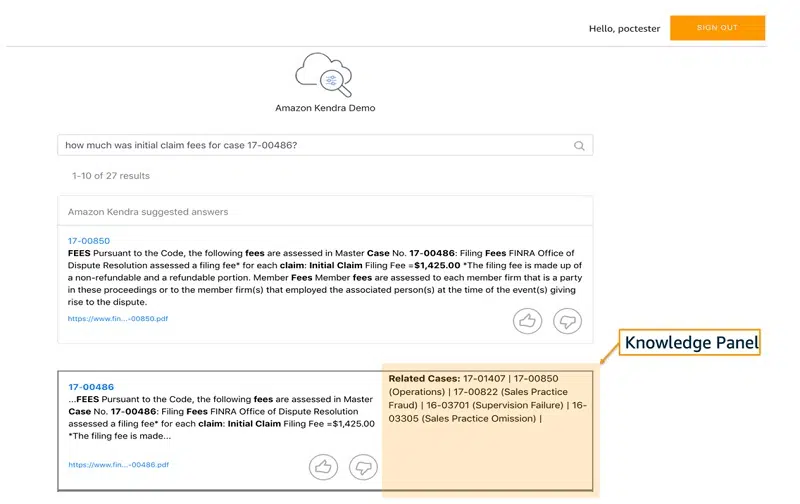 Hello, poctester
SIGN OUT
Amazon Kendra Demo
how much was initial claim fees for case 17-00486?
1-10 of 27 results
Amazon Kendra suggested answers
17-00850
FEES Pursuant to the Code, the following fees are assessed in Master Case No. 17-00486: Filing Fees FINRA Office of
Dispute Resolution assessed a filing fee* for each claim: Initial Claim Filing Fee =$1,425.00 *The filing fee is made up of
a non-refundable and a refundable portion. Member Fees Member fees are assessed to each member firm that is a party
in these proceedings or to the member firm(s) that employed the associated person(s) at the time of the event(s) giving
rise to the dispute.
https://www.fin...-00850.pdf
Knowledge Panel
17-00486
...FEES Pursuant to the Code, the following fees are assessed in Master
Case No. 17-00486: Filing Fees FINRA Office of Dispute Resolution
assessed a filing fee* for each claim: Initial Claim Filing Fee =$1,425.00
*The filing fee is made...
https://www.fin...-00486.pdf
Related Cases: 17-01407 | 17-00850
(Operations) | 17-00822 (Sales Practice
Fraud) | 16-03701 (Supervision Failure) | 16-
03305 (Sales Practice Omission) |